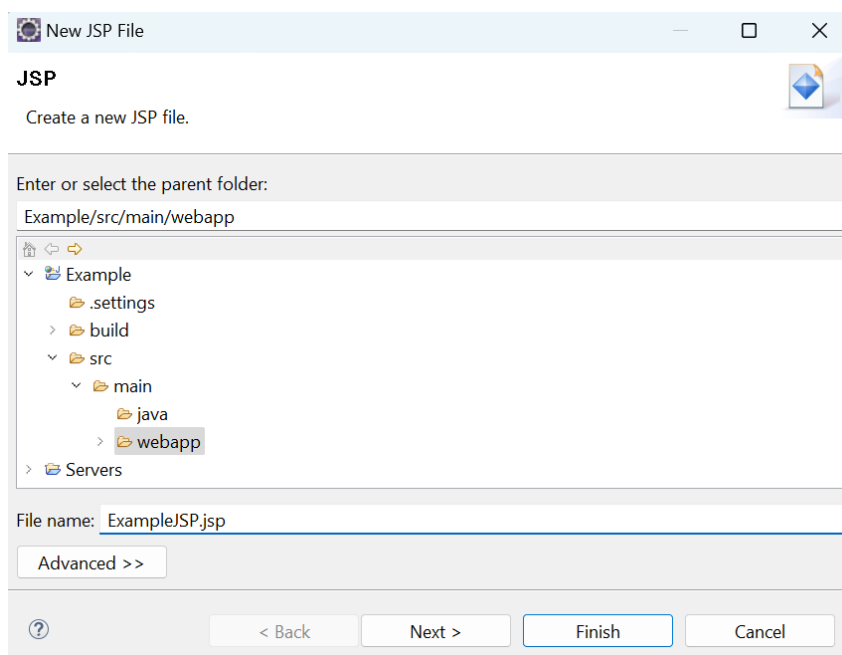 New JSP File
JSP
Create a new JSP file.
Enter or select the parent folder:
Example/src/main/webapp
Example
.settings
build
src
main
java
webapp
Servers
File name: ExampleJSP.jsp
Advanced >>
< Back Next > Finish Cancel